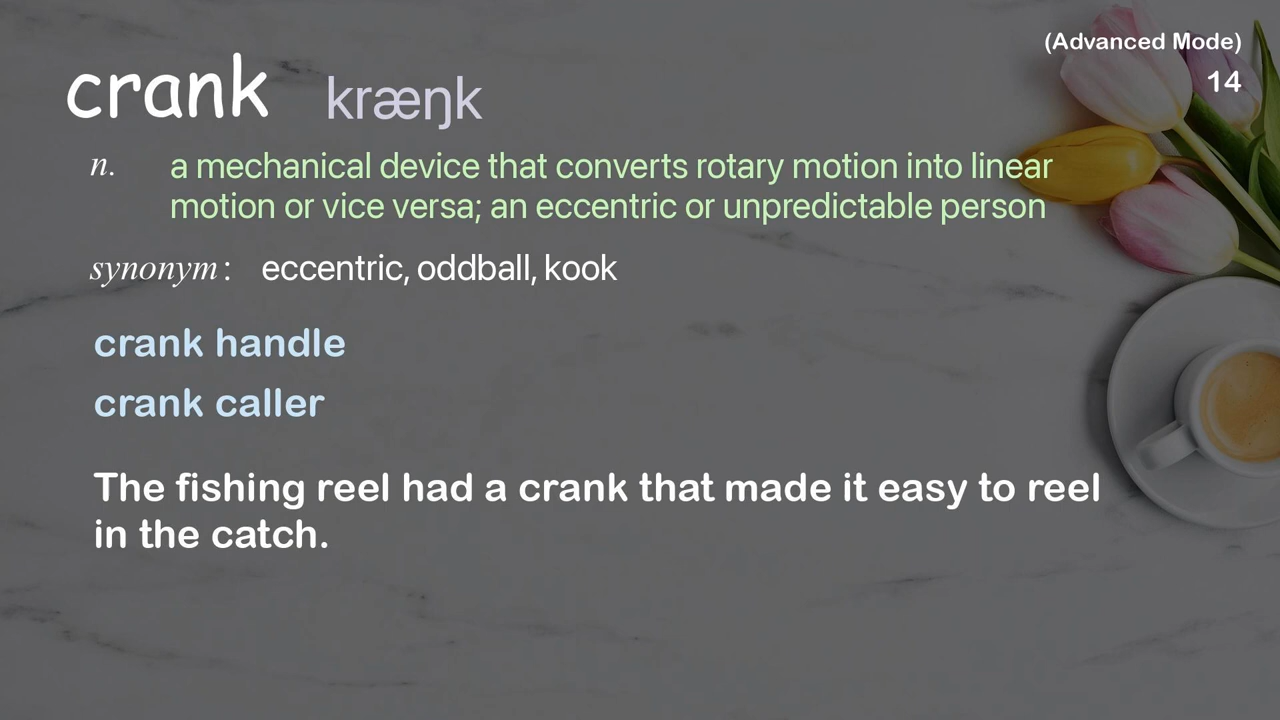 (Advanced Mode)
14
crank kræŋk
n. a mechanical device that converts rotary motion into linear
motion or vice versa; an eccentric or unpredictable person
synonym: eccentric, oddball, kook
crank handle
crank caller
The fishing reel had a crank that made it easy to reel
in the catch.